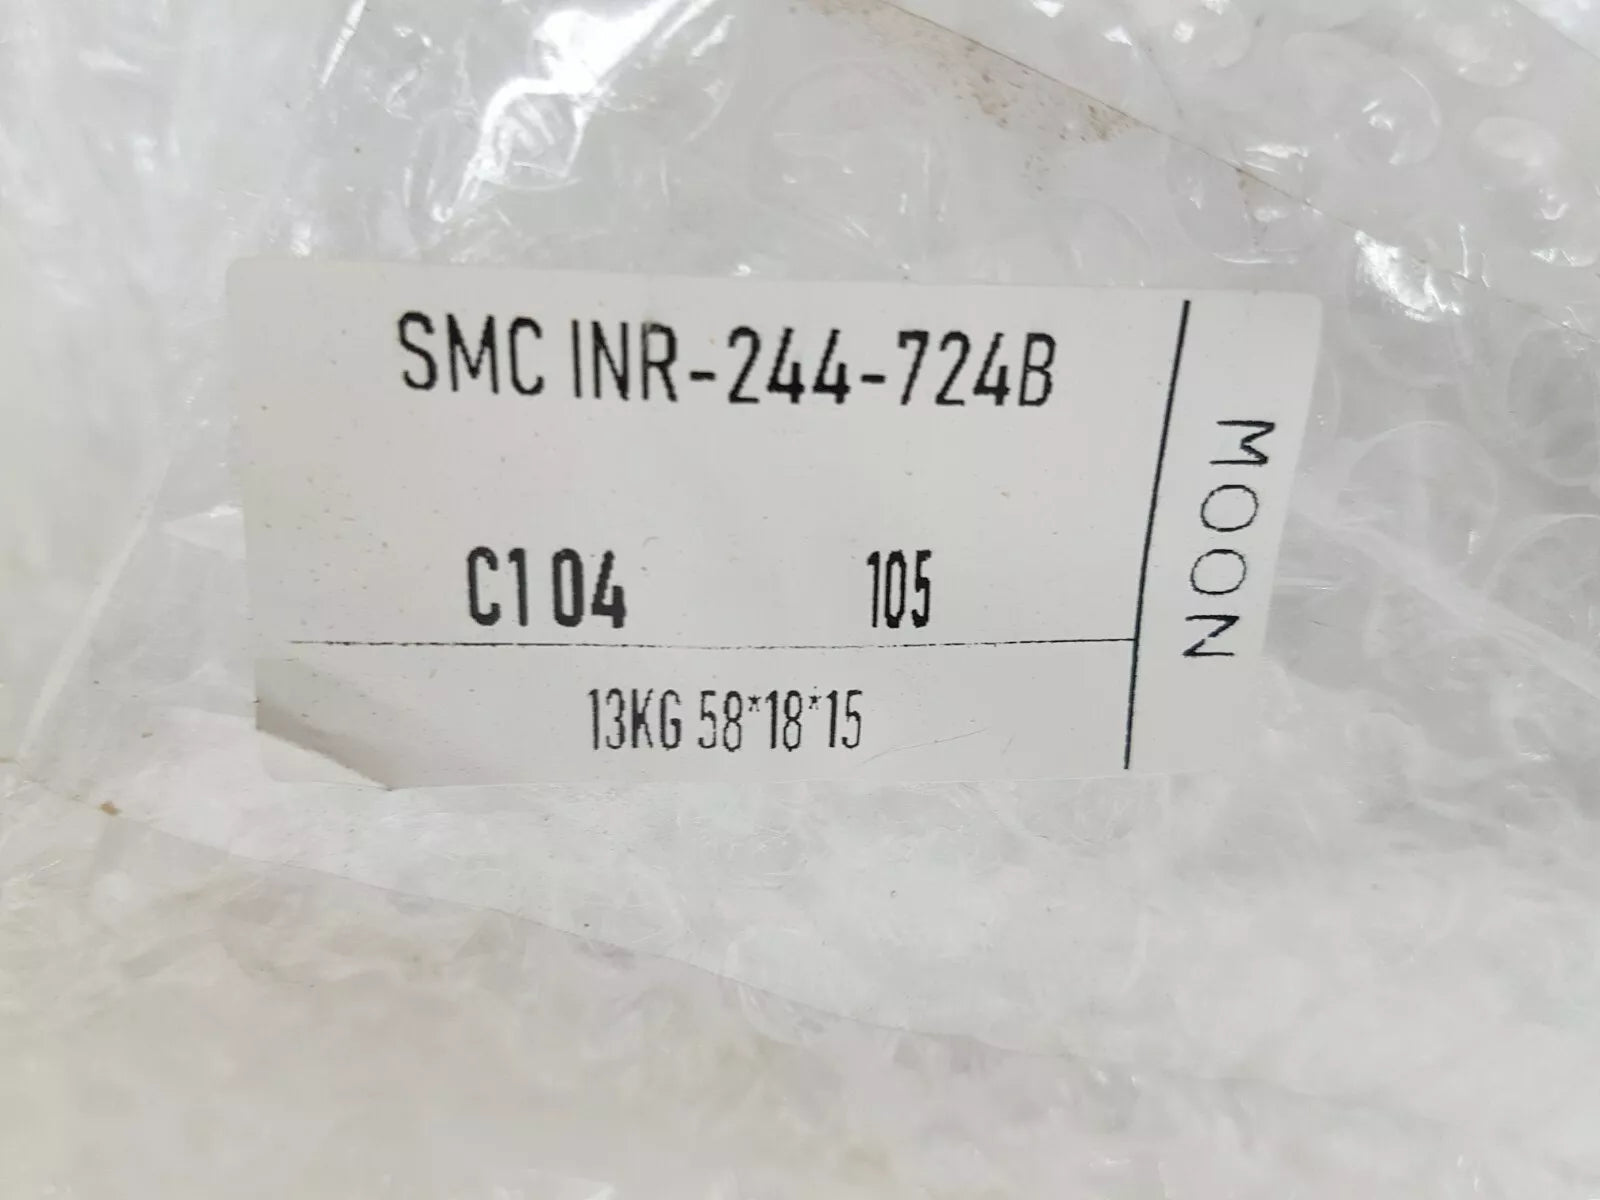 SMC INR-244-724B
C104 105
13KG 58*18*15
MOON